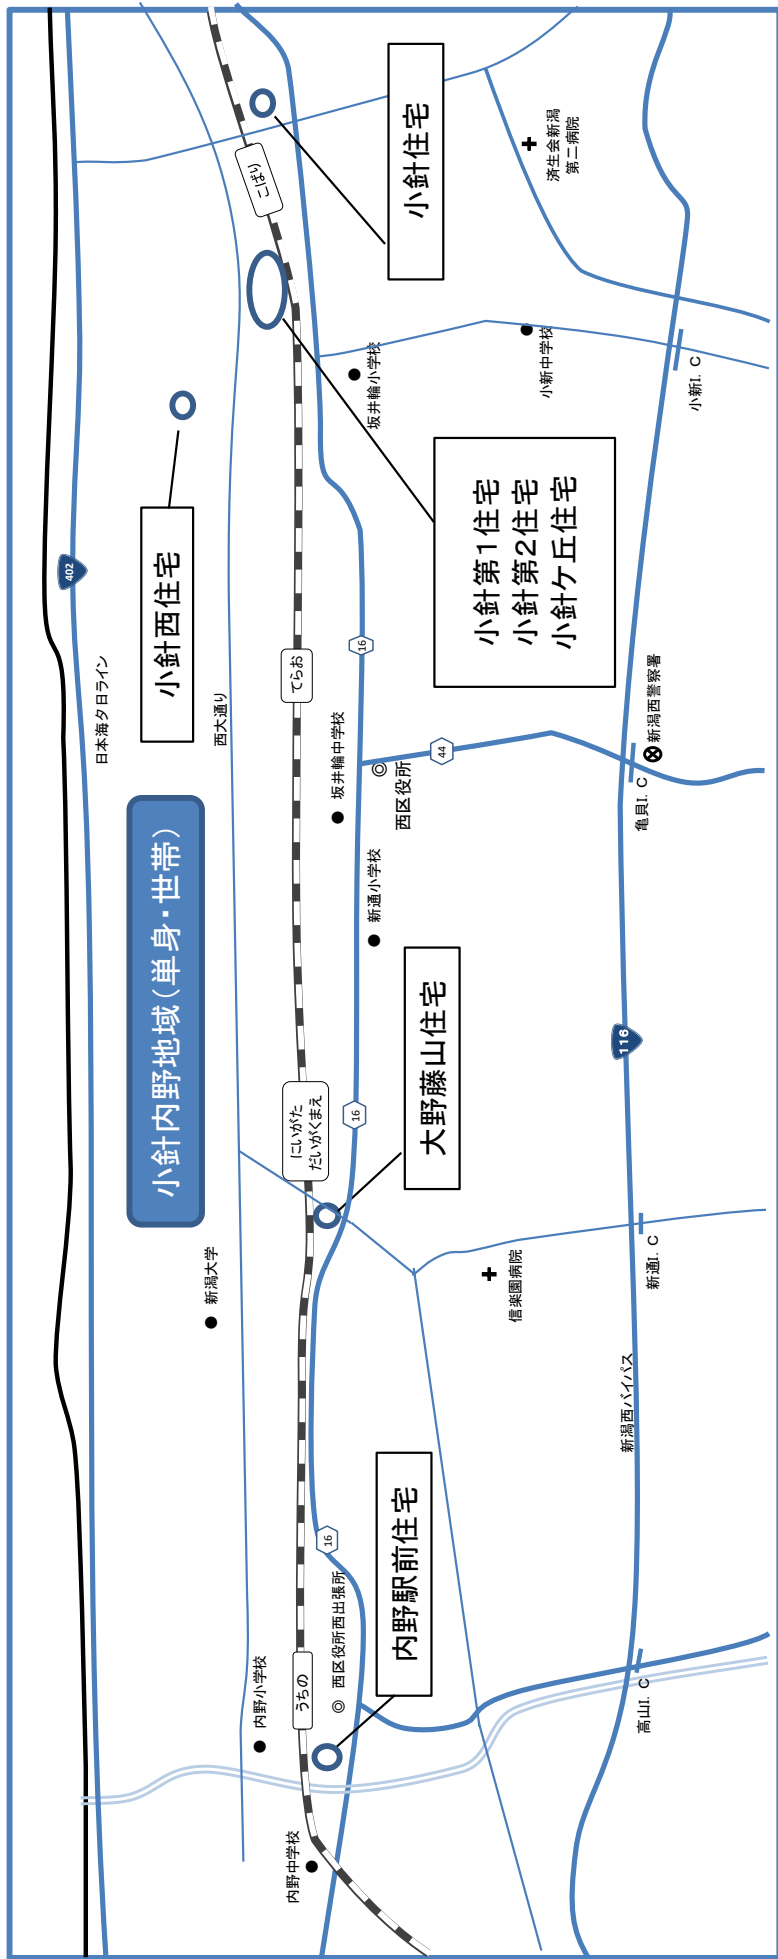 小針内野地域(単身・世帯)
402
日本海夕日ライン
小針西住宅
西大通り
新潟大学
内野小学校
内野中学校
うちの
にいがた
だいがくまえ
てらお
こばり
小針住宅
小針第1住宅
小針第2住宅
小針ケ丘住宅
大野藤山住宅
内野駅前住宅
西区役所西出張所
16
16
16
44
坂井輪中学校
西区役所
新通小学校
坂井輪小学校
小新中学校
済生会新潟
第二病院
信楽園病院
新潟西警察署
116
新潟西バイパス
高山I. C
新通I. C
亀貝I. C
小新I. C